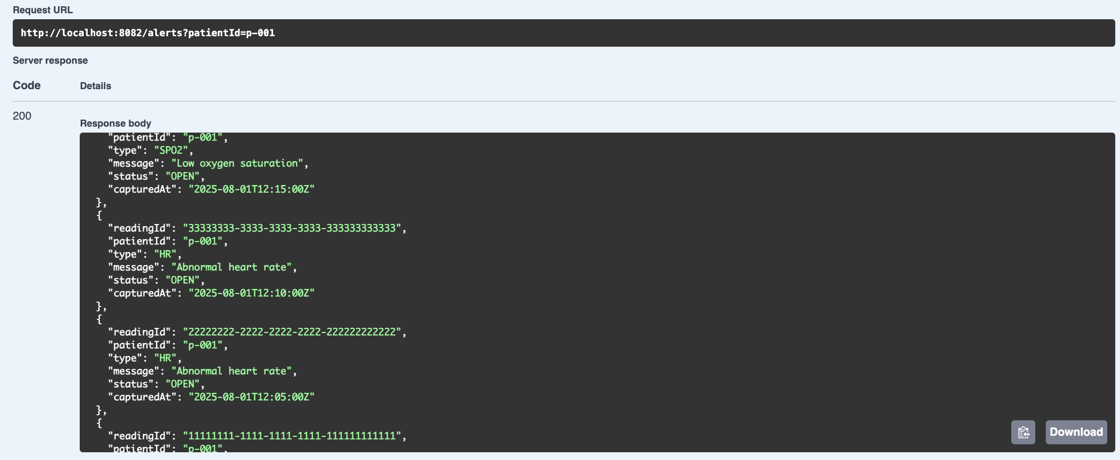 Request URL
http://localhost:8082/alerts?patientId=p-001
Server response
Code Details
200
Response body
"patientId": "p-001",
"type": "SPO2",
"message": "Low oxygen saturation",
"status": "OPEN",
"capturedAt": "2025-08-01T12:15:00Z"
},
{
"readingId": "33333333-3333-3333-3333-333333333333",
"patientId": "p-001",
"type": "HR",
"message": "Abnormal heart rate",
"status": "OPEN",
"capturedAt": "2025-08-01T12:10:00Z"
},
{
"readingId": "22222222-2222-2222-2222-222222222222",
"patientId": "p-001",
"type": "HR",
"message": "Abnormal heart rate",
"status": "OPEN",
"capturedAt": "2025-08-01T12:05:00Z"
},
{
"readingId": "11111111-1111-1111-1111-111111111111",
"patientId": "p-001",
Download